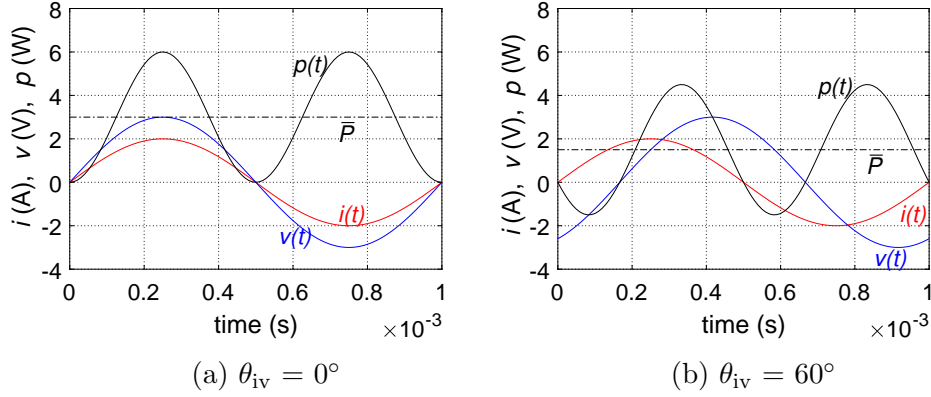 i (A), v (V), p (W)
8
6
4
2
0
-2
-4
p(t)
P̅
i(t)
v(t)
0
0.2
0.4
0.6
0.8
1
time (s)
×10⁻³
(a) θiv = 0°
i (A), v (V), p (W)
8
6
4
2
0
-2
-4
p(t)
P̅
i(t)
v(t)
0
0.2
0.4
0.6
0.8
1
time (s)
×10⁻³
(b) θiv = 60°